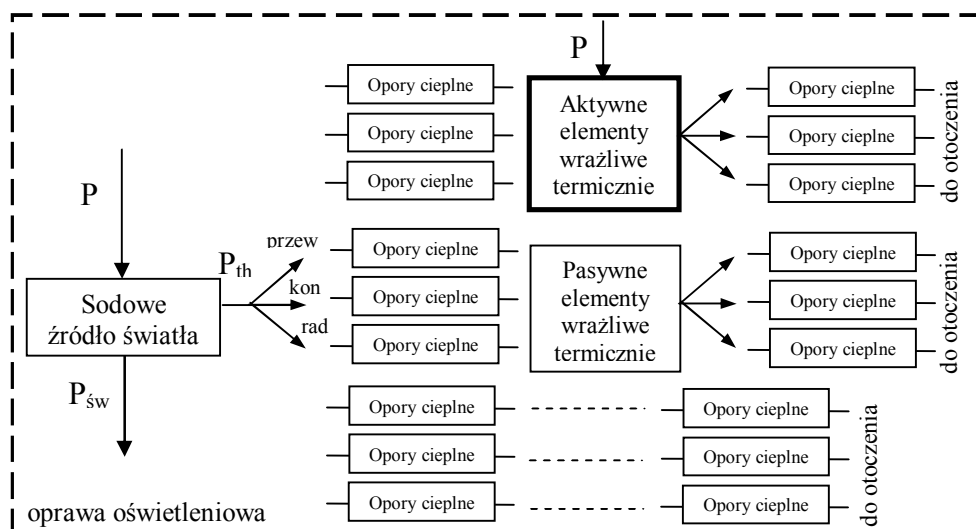 P
Opory cieplne
Opory cieplne
Opory cieplne
Aktywne
elementy
wrażliwe
termicznie
Opory cieplne
Opory cieplne
Opory cieplne
do otoczenia
P
Sodowe
źródło światła
P_th
P_św
przew
kon
rad
Opory cieplne
Opory cieplne
Opory cieplne
Pasywne
elementy
wrażliwe
termicznie
Opory cieplne
Opory cieplne
Opory cieplne
do otoczenia
Opory cieplne
Opory cieplne
Opory cieplne
Opory cieplne
Opory cieplne
Opory cieplne
do otoczenia
oprawa oświetleniowa